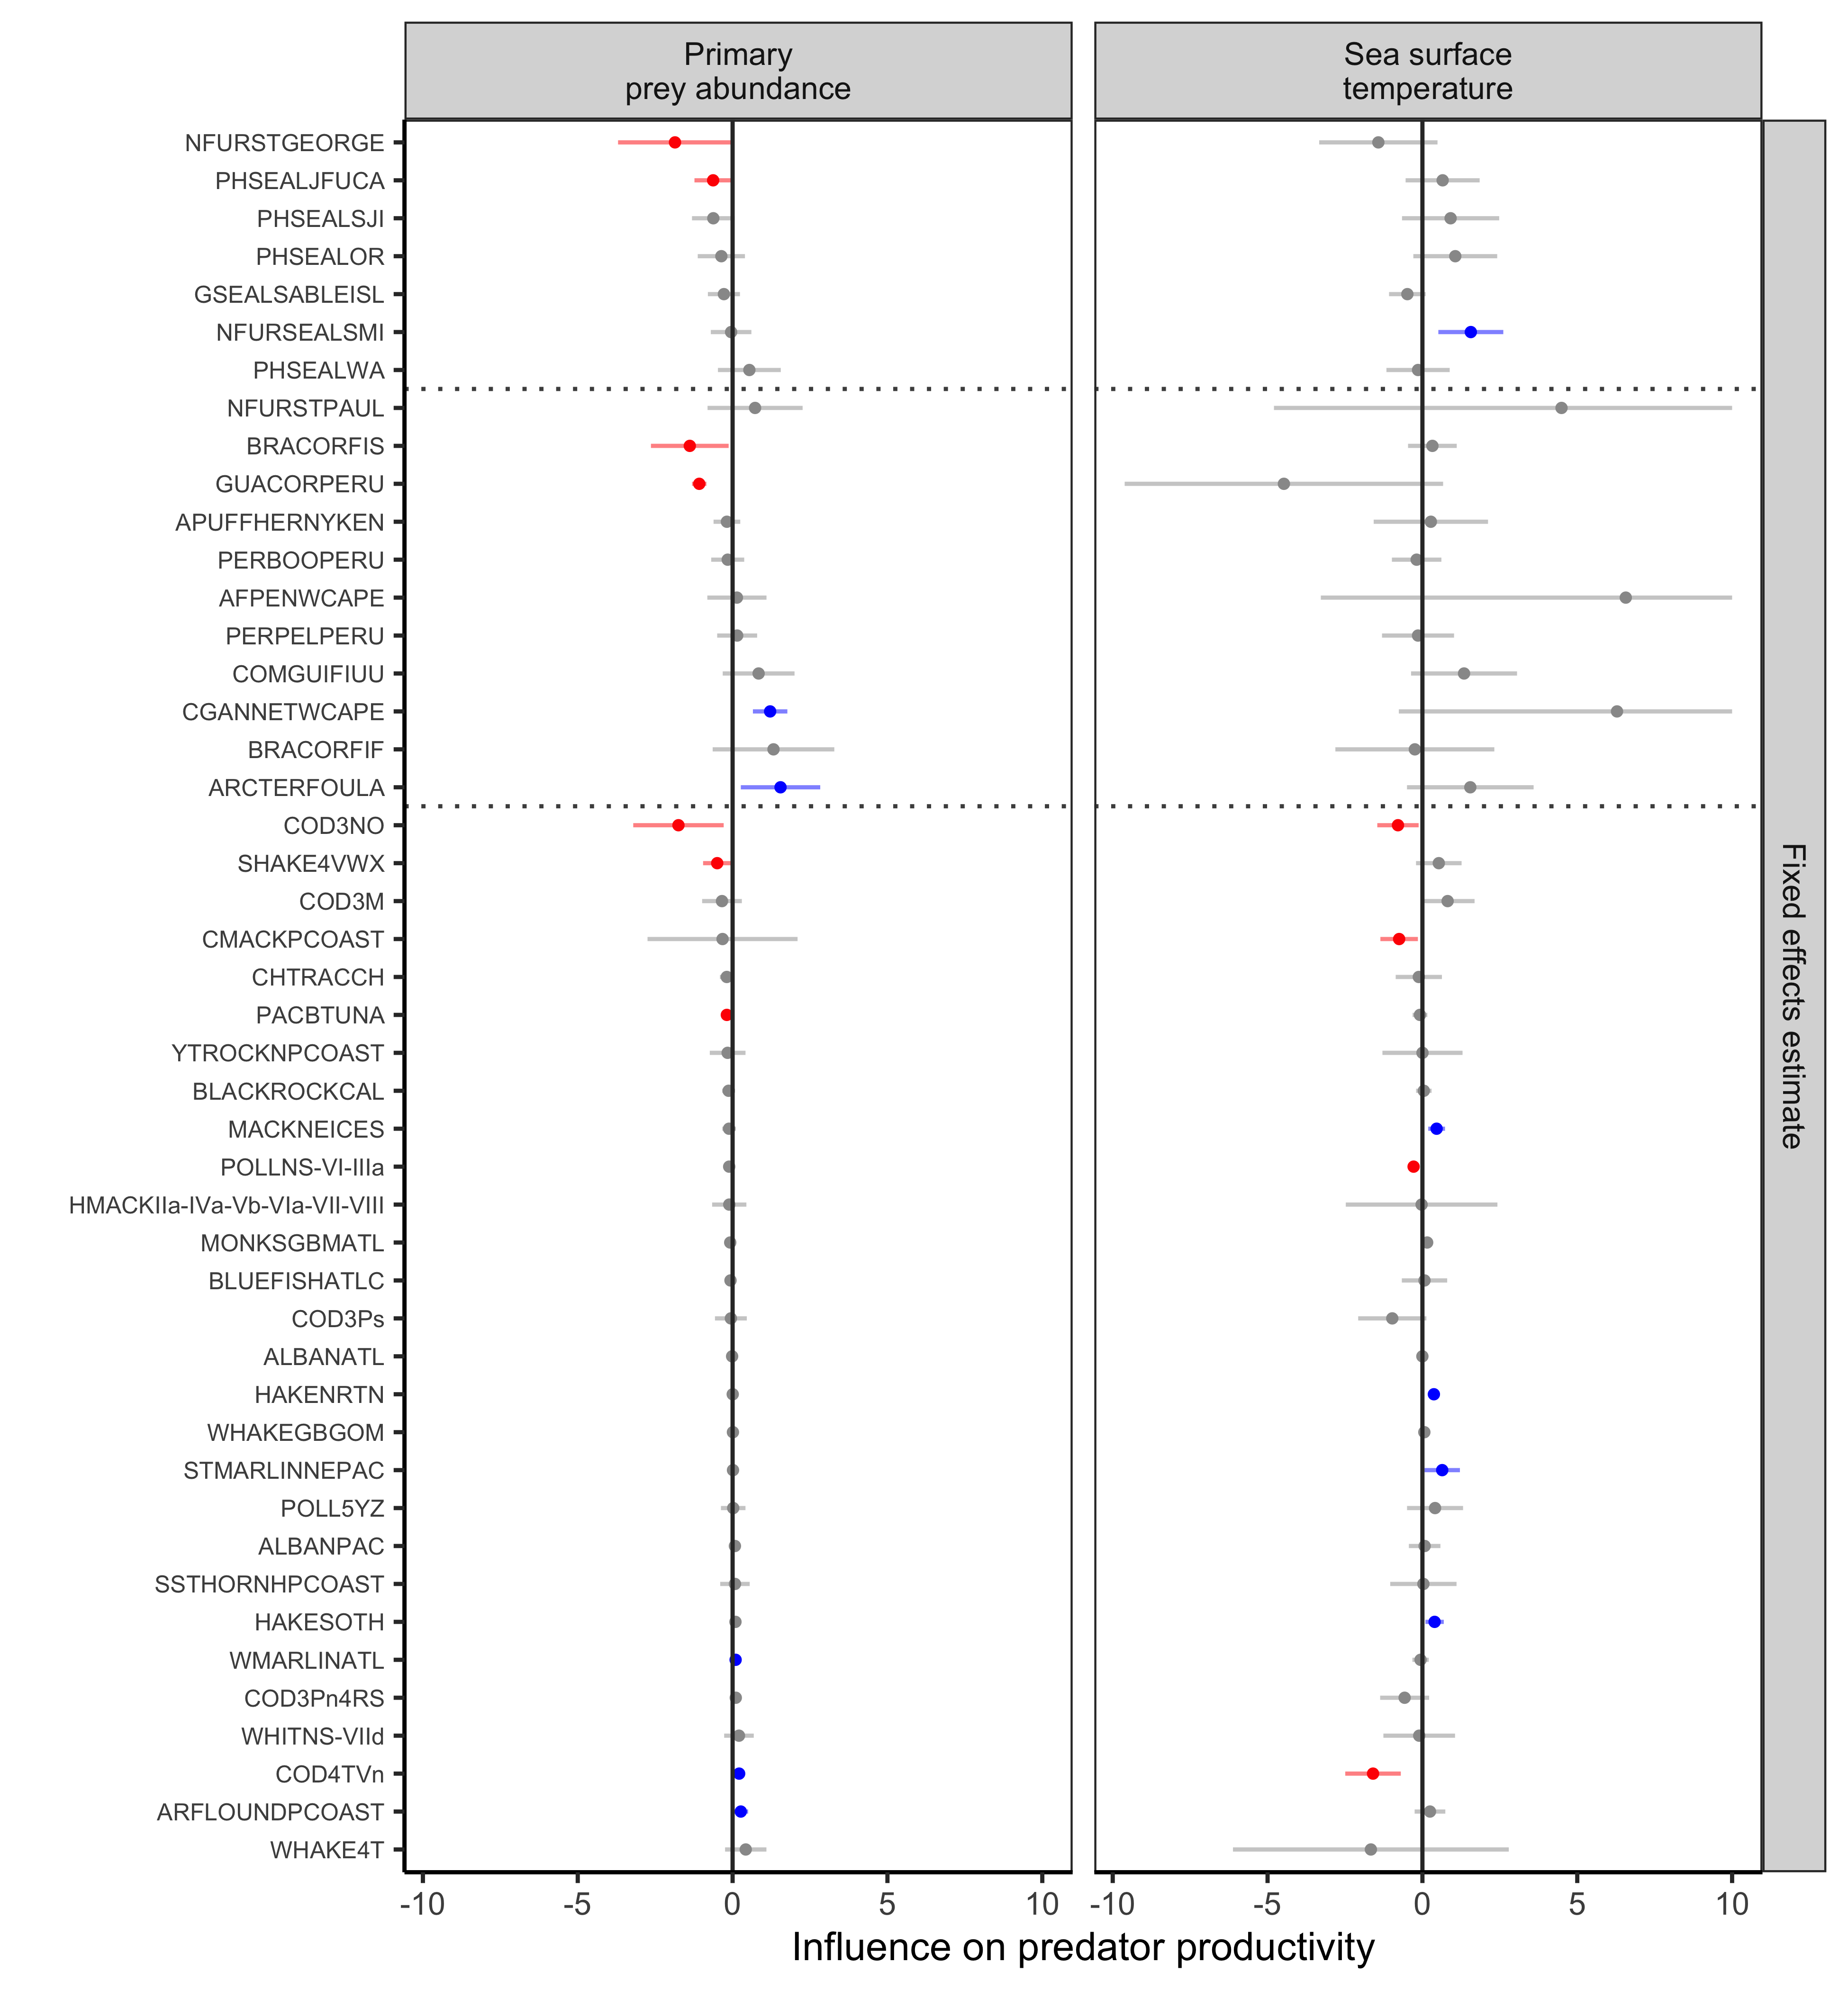 Primary
prey abundance
Sea surface
temperature
NFURSTGEORGE
PHSEALJFUCA
PHSEALSJI
PHSEALOR
GSEALSABLEISL
NFURSEALSMI
PHSEALWA
NFURSTPAUL
BRACORFIS
GUACORPERU
APUFFHERNYKEN
PERBOOPERU
AFPENWCAPE
PERPELPERU
COMGUIFIUU
CGANNETWCAPE
BRACORFIF
ARCTERFOULA
COD3NO
SHAKE4VWX
COD3M
CMACKPCOAST
CHTRACCH
PACBTUNA
YTROCKNPCOAST
BLACKROCKCAL
MACKNEICES
POLLNS-VI-IIIa
HMACKIIa-IVa-Vb-VIa-VII-VIII
MONKSGBMATL
BLUEFISHATLC
COD3Ps
ALBANATL
HAKENRTN
WHAKEGBGOM
STMARLINNEPAC
POLL5YZ
ALBANPAC
SSTHORNHPCOAST
HAKESOTH
WMARLINATL
COD3Pn4RS
WHITNS-VIId
COD4TVn
ARFLOUNDPCOAST
WHAKE4T
Fixed effects estimate
-10 -5 0 5 10
-10 -5 0 5 10
Influence on predator productivity